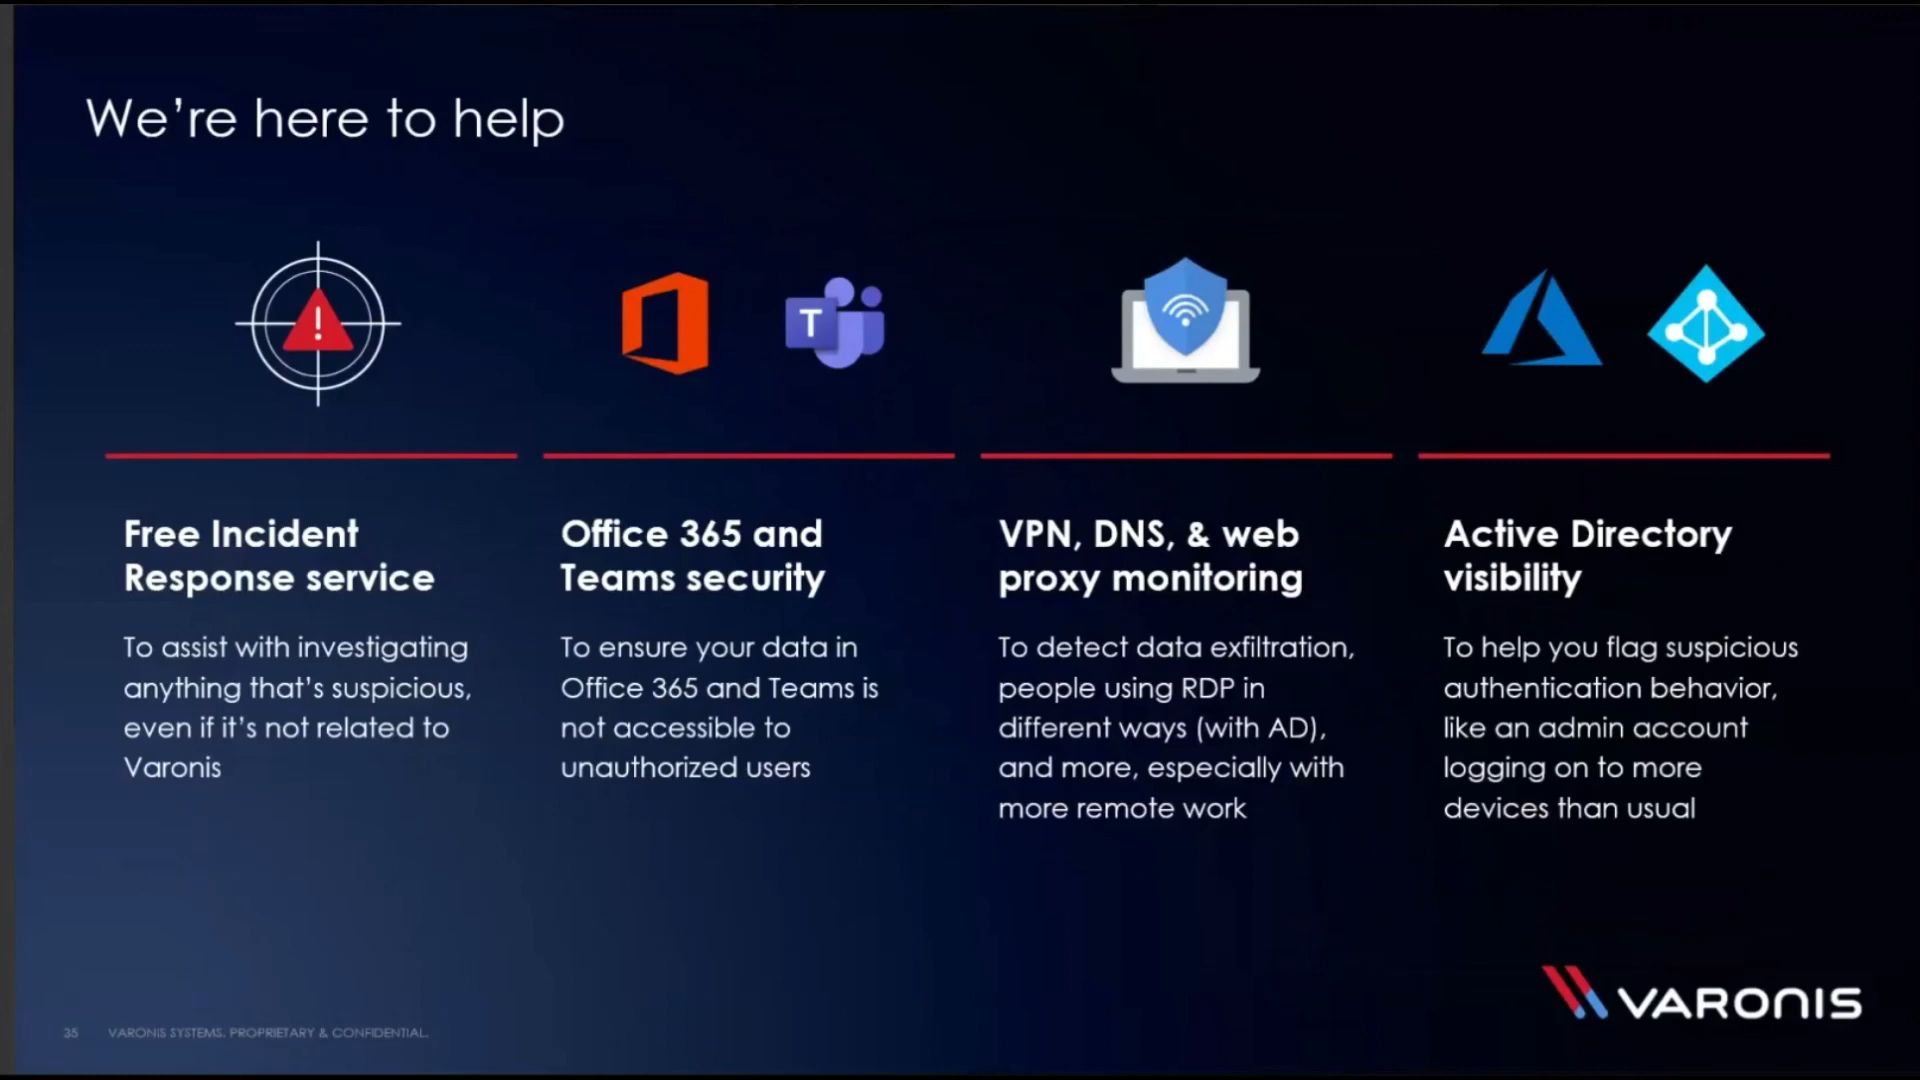 We're here to help
T
Free Incident
Response service
To assist with investigating
anything that's suspicious,
even if it's not related to
Varonis
Office 365 and
Teams security
To ensure your data in
Office 365 and Teams is
not accessible to
unauthorized users
VPN, DNS, & web
proxy monitoring
To detect data exfiltration,
people using RDP in
different ways (with AD),
and more, especially with
more remote work
Active Directory
visibility
To help you flag suspicious
authentication behavior,
like an admin account
logging on to more
devices than usual
VARONIS
35 VARONIS SYSTEMS. PROPRIETARY & CONFIDENTIAL.